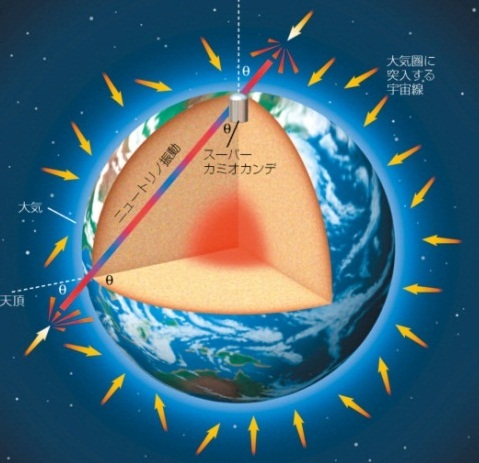 大気圏に
突入する
宇宙線
θ
θ
スーパー
カミオカンデ
ニュートリノ振動
大気
θ
θ
天頂